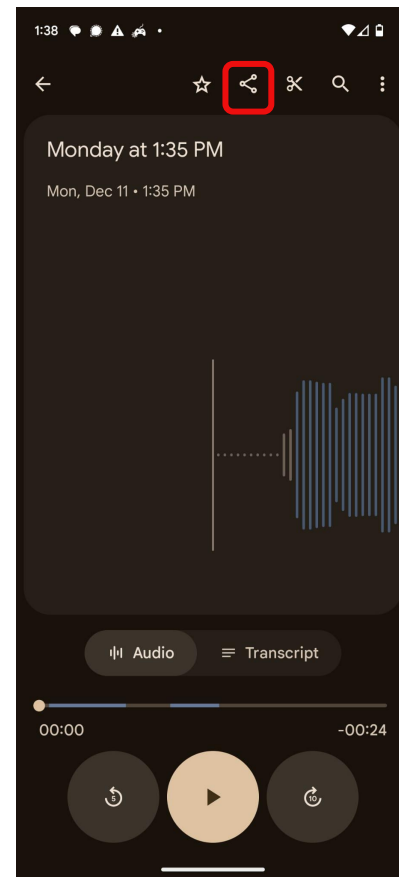 1:38
Monday at 1:35 PM
Mon, Dec 11 • 1:35 PM
Audio
Transcript
00:00 -00:24
5 10